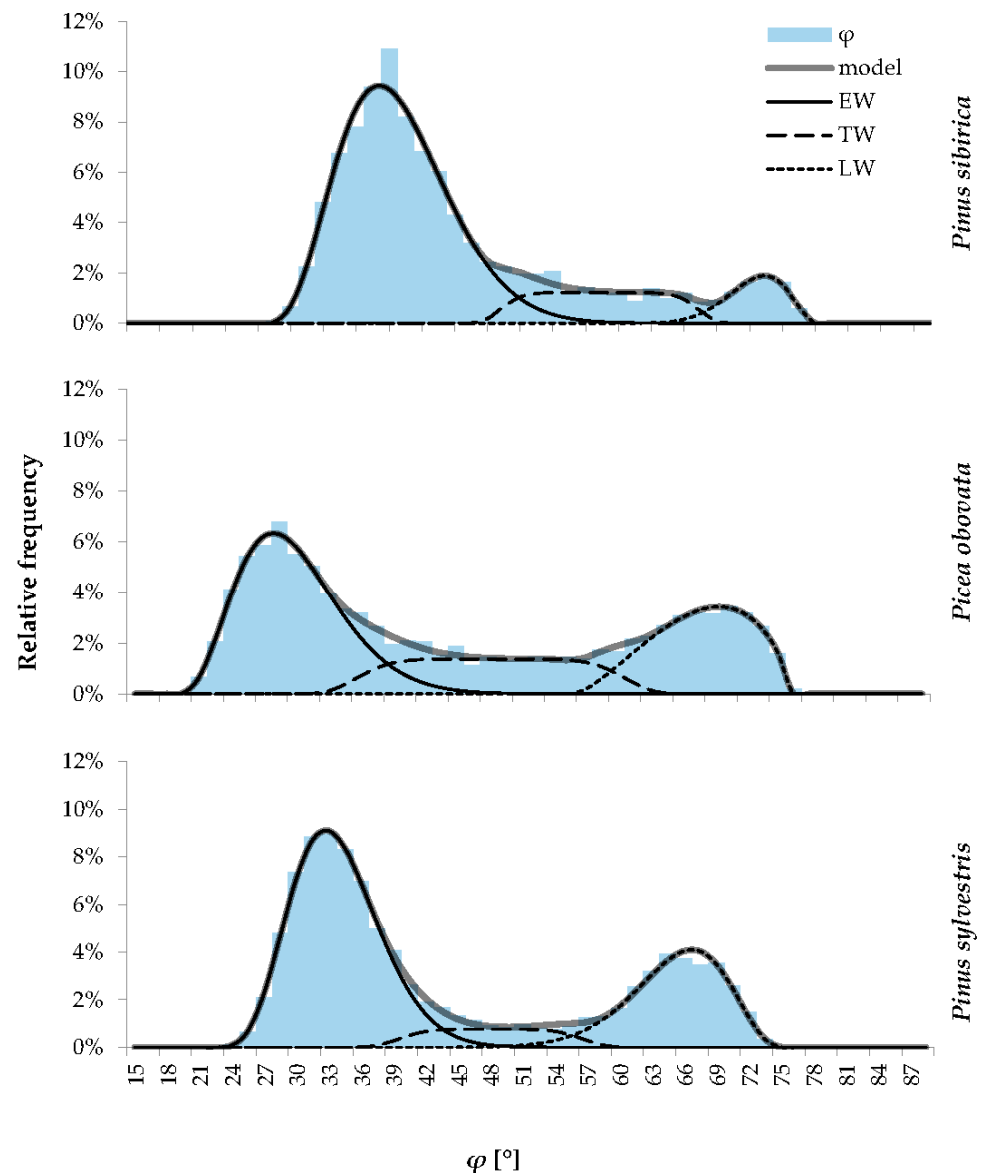 12%
10%
8%
6%
4%
2%
0%
φ
model
EW
TW
LW
Pinus sibirica
12%
10%
8%
6%
4%
2%
0%
Relative frequency
Picea obovata
12%
10%
8%
6%
4%
2%
0%
Pinus sylvestris
15 18 21 24 27 30 33 36 39 42 45 48 51 54 57 60 63 66 69 72 75 78 81 84 87
φ [°]